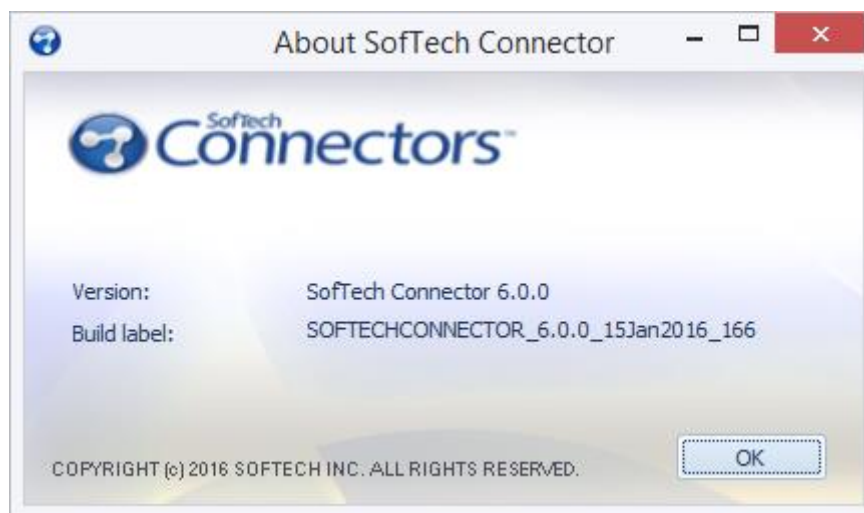 About SofTech Connector
SofTech
Connectors™
Version: SofTech Connector 6.0.0
Build label: SOFTECHCONNECTOR_6.0.0_15Jan2016_166
COPYRIGHT (c) 2016 SOFTECH INC. ALL RIGHTS RESERVED.
OK